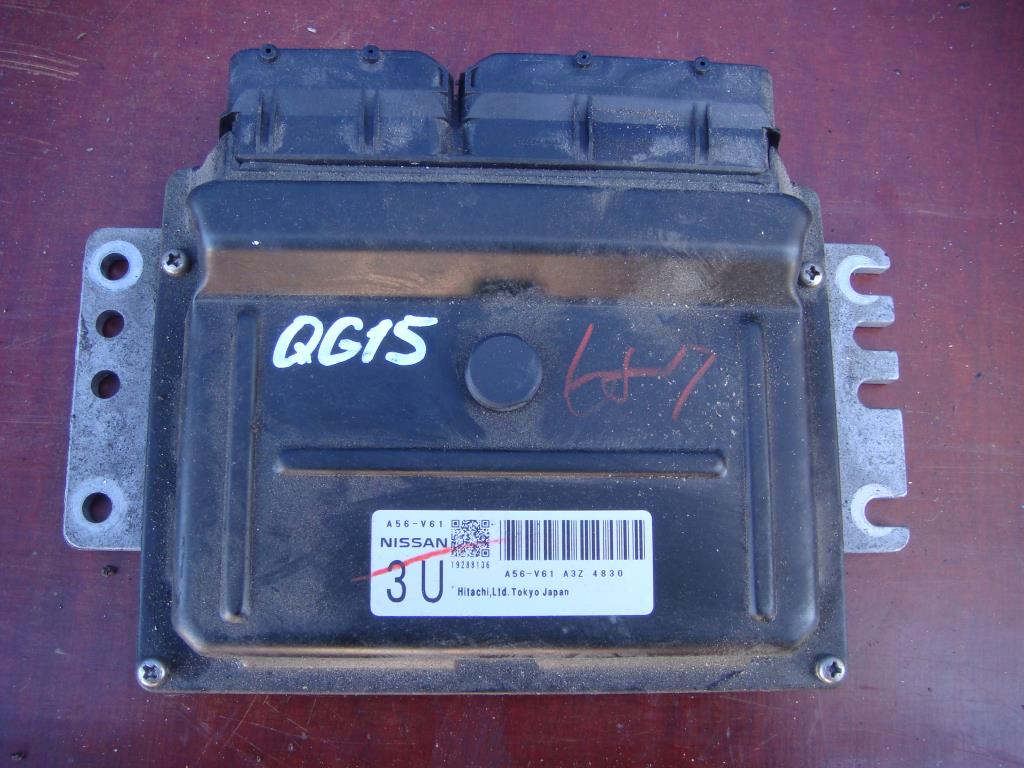 QG15
A56-V61
NISSAN
19288136
3U
A56-V61 A3Z 4830
Hitachi,Ltd.Tokyo Japan